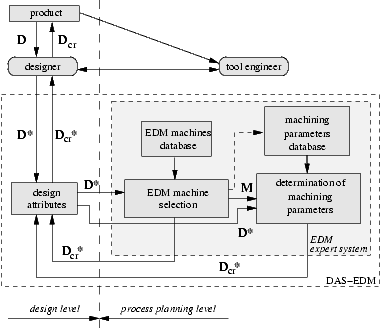 product
D
Dcr
designer
tool engineer
D*
Dcr*
EDM machines
database
machining
parameters
database
design
attributes
D*
EDM machine
selection
M
determination of
machining
parameters
D*
Dcr*
EDM
expert system
Dcr*
DAS-EDM
design level
process planning level